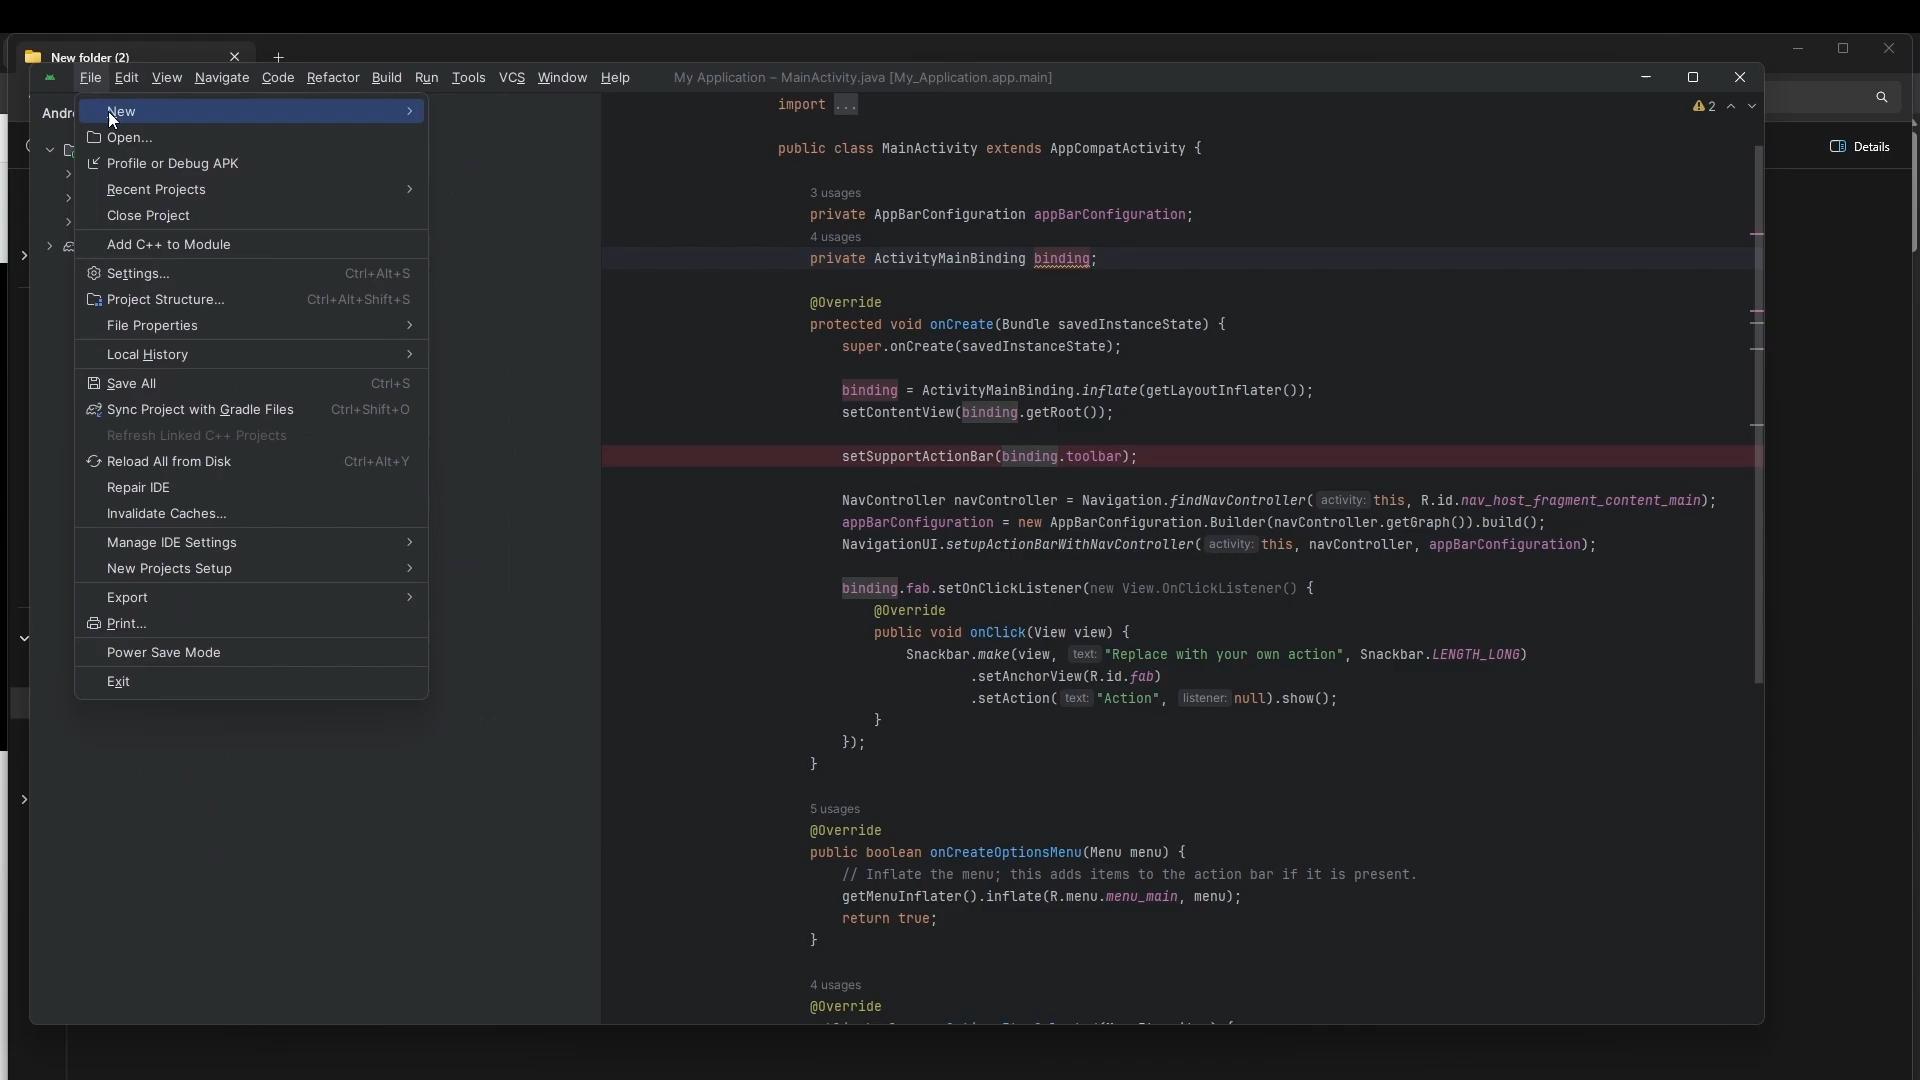 New folder (2)
File Edit View Navigate Code Refactor Build Run Tools VCS Window Help
My Application – MainActivity.java [My_Application.app.main]
Details
New
Open...
Profile or Debug APK
Recent Projects
Close Project
Add C++ to Module
Settings... Ctrl+Alt+S
Project Structure... Ctrl+Alt+Shift+S
File Properties
Local History
Save All Ctrl+S
Sync Project with Gradle Files Ctrl+Shift+O
Refresh Linked C++ Projects
Reload All from Disk Ctrl+Alt+Y
Repair IDE
Invalidate Caches...
Manage IDE Settings
New Projects Setup
Export
Print...
Power Save Mode
Exit
import ...
2
public class MainActivity extends AppCompatActivity {
3 usages
private AppBarConfiguration appBarConfiguration;
4 usages
private ActivityMainBinding binding;
@Override
protected void onCreate(Bundle savedInstanceState) {
super.onCreate(savedInstanceState);
binding = ActivityMainBinding.inflate(getLayoutInflater());
setContentView(binding.getRoot());
setSupportActionBar(binding.toolbar);
NavController navController = Navigation.findNavController( activity: this, R.id.nav_host_fragment_content_main);
appBarConfiguration = new AppBarConfiguration.Builder(navController.getGraph()).build();
NavigationUI.setupActionBarWithNavController( activity: this, navController, appBarConfiguration);
binding.fab.setOnClickListener(new View.OnClickListener() {
@Override
public void onClick(View view) {
Snackbar.make(view, text: "Replace with your own action", Snackbar.LENGTH_LONG)
.setAnchorView(R.id.fab)
.setAction( text: "Action", listener: null).show();
}
});
}
5 usages
@Override
public boolean onCreateOptionsMenu(Menu menu) {
// Inflate the menu; this adds items to the action bar if it is present.
getMenuInflater().inflate(R.menu.menu_main, menu);
return true;
}
4 usages
@Override